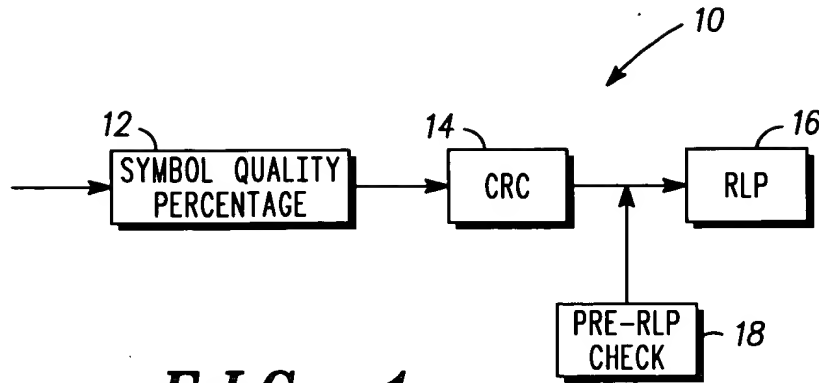 10
12
14
16
SYMBOL QUALITY
PERCENTAGE
CRC
RLP
PRE-RLP
CHECK
18
FIG. 1